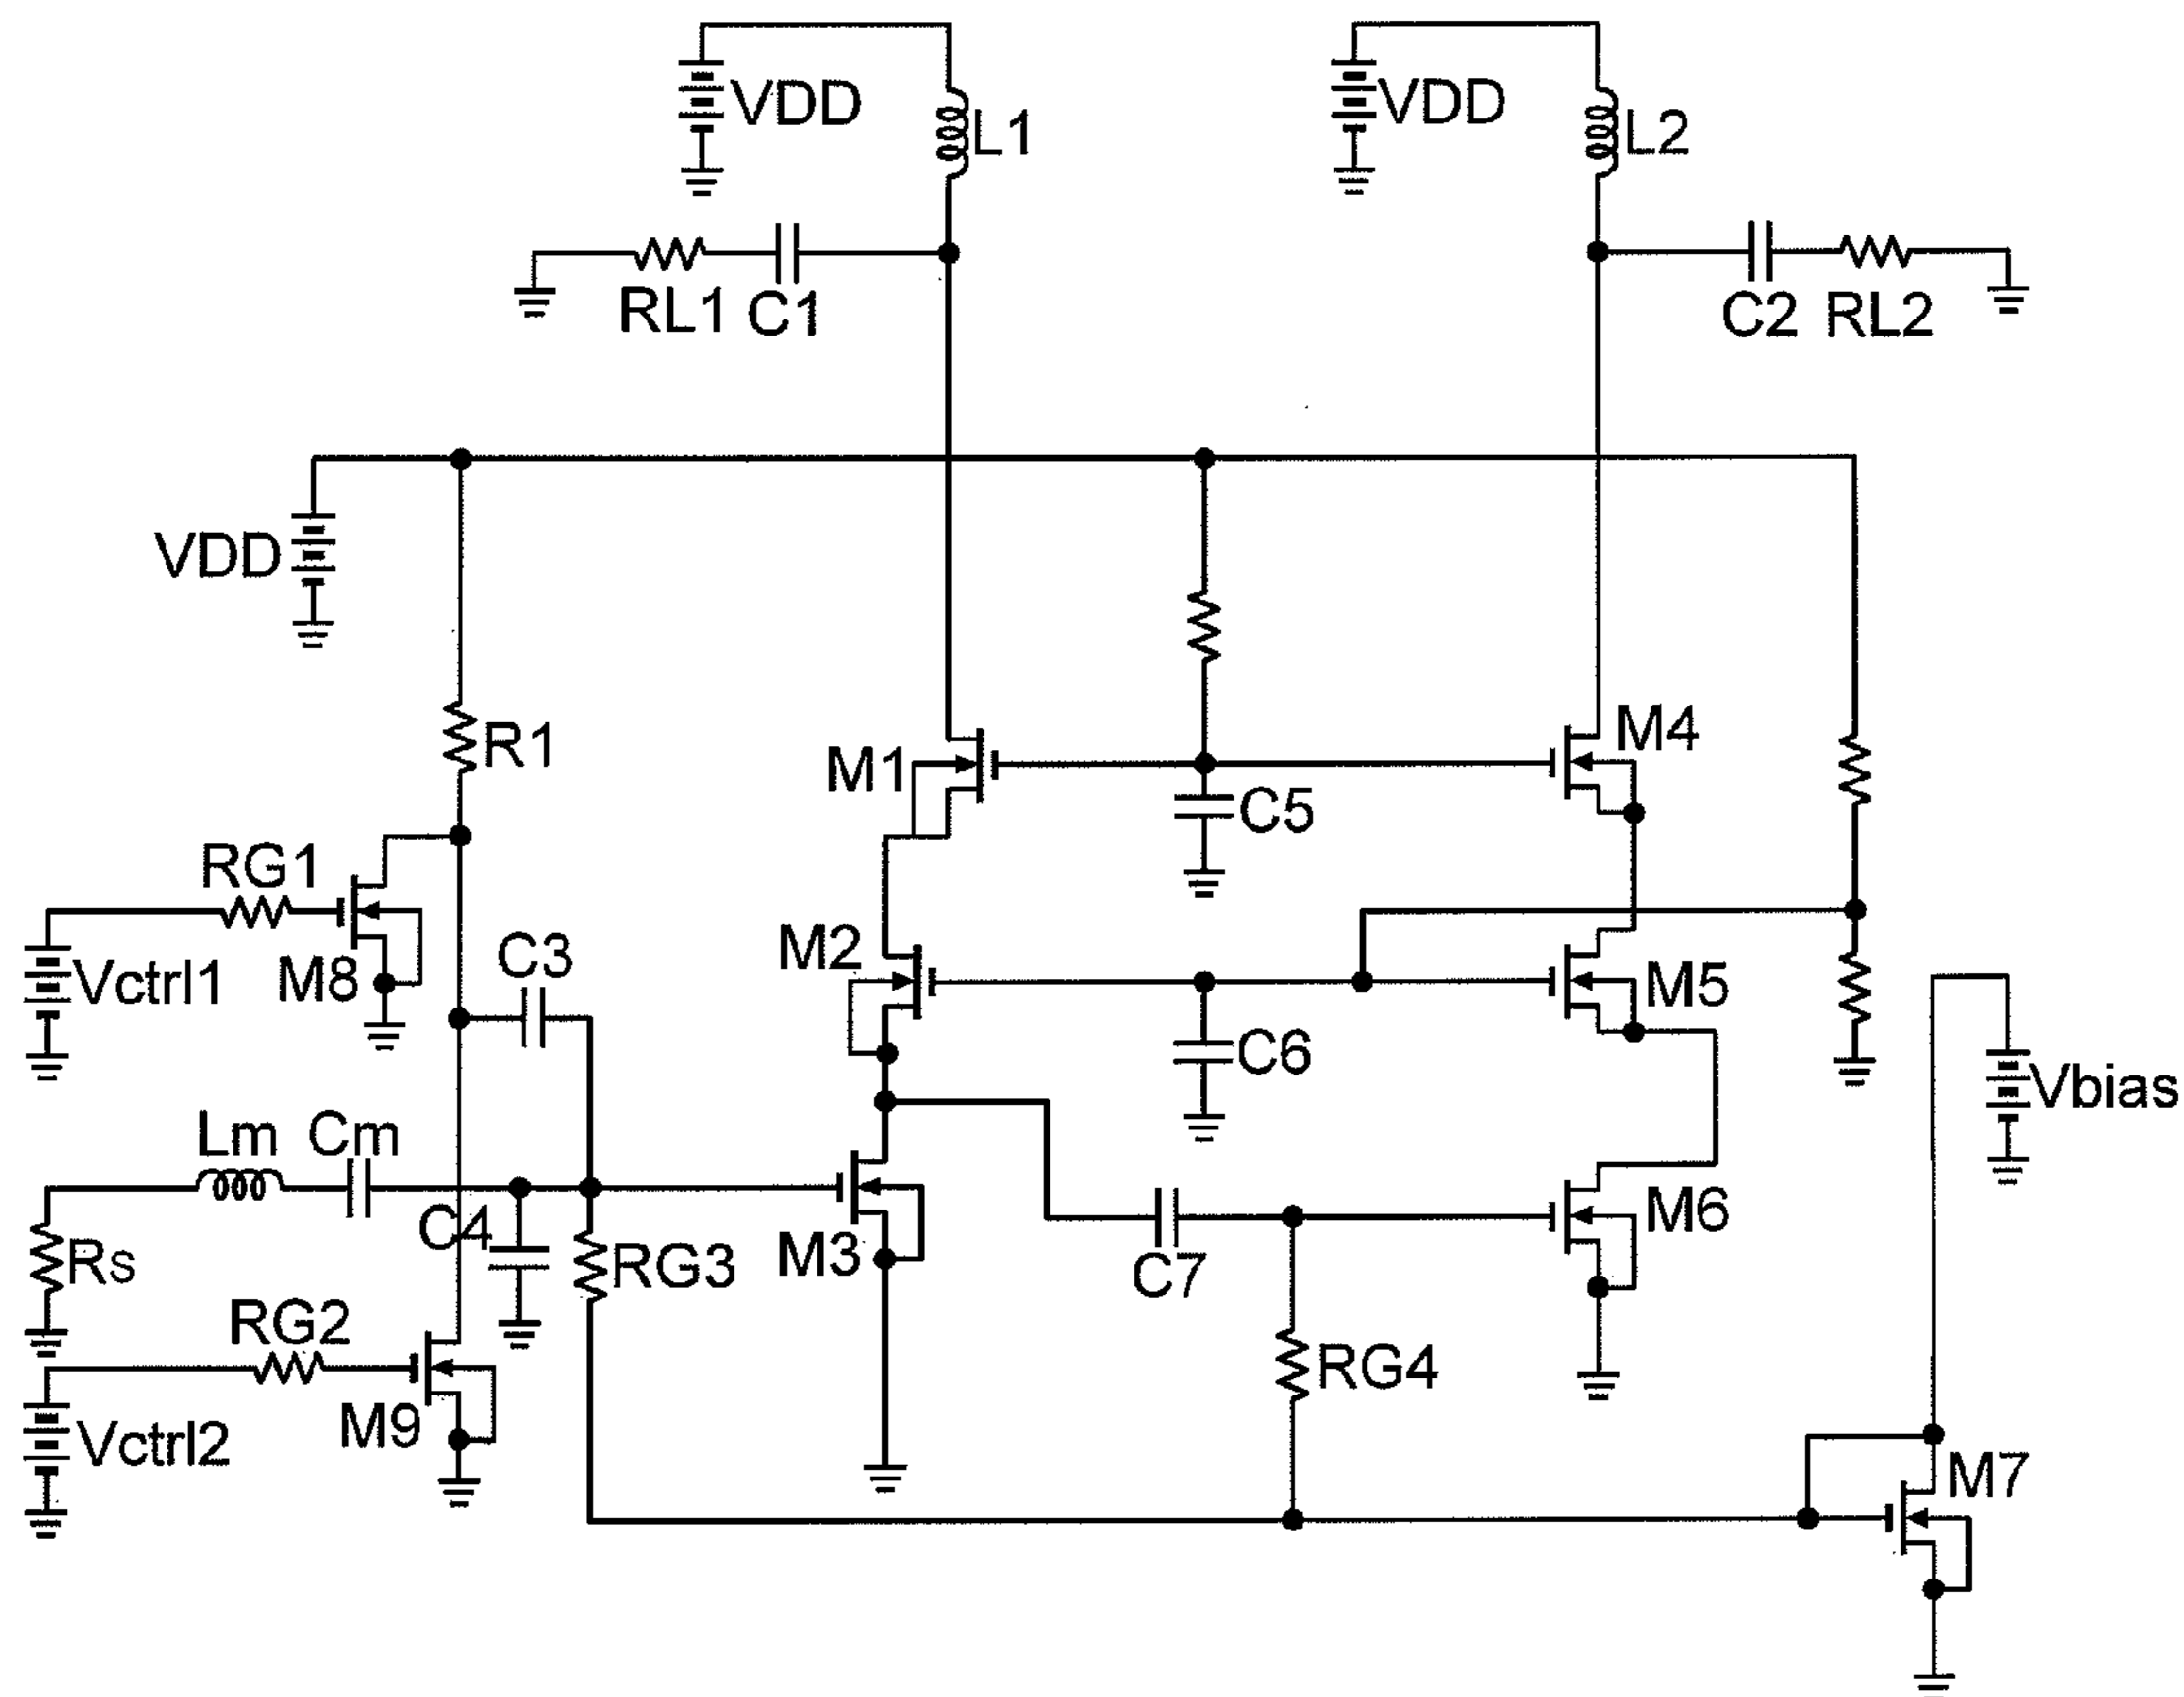 VDD
L1
VDD
L2
RL1
C1
C2
RL2
VDD
R1
M1
M4
C5
RG1
M8
Vctrl1
C3
M2
M5
C6
Vbias
Lm
Cm
C4
Rs
RG3
M3
C7
M6
RG2
M9
Vctrl2
RG4
M7